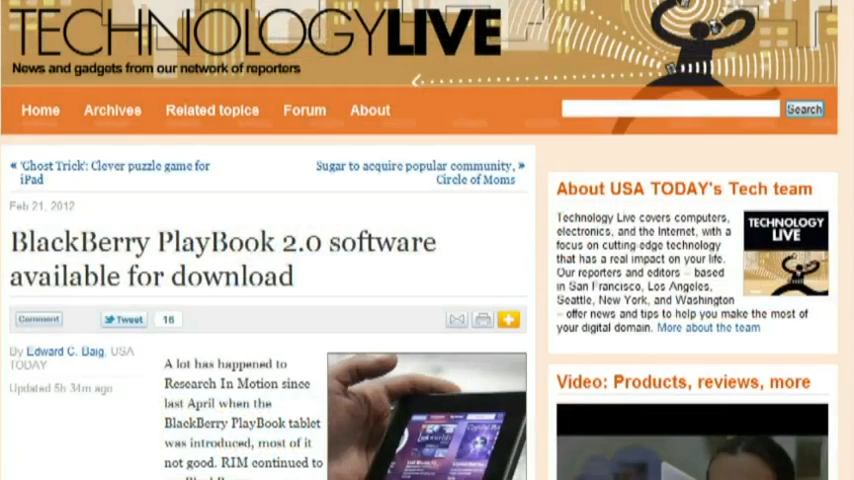 TECHNOLOGYLIVE
News and gadgets from our network of reporters
Home Archives Related topics Forum About Search
« 'Ghost Trick': Clever puzzle game for
iPad
Sugar to acquire popular community, »
Circle of Moms
Feb 21, 2012
BlackBerry PlayBook 2.0 software
available for download
Comment Tweet 16
By Edward C. Baig, USA
TODAY
Updated 5h 34m ago
A lot has happened to
Research In Motion since
last April when the
BlackBerry PlayBook tablet
was introduced, most of it
not good. RIM continued to
About USA TODAY's Tech team
Technology Live covers computers,
electronics, and the Internet, with a
focus on cutting-edge technology
that has a real impact on your life.
Our reporters and editors – based
in San Francisco, Los Angeles,
Seattle, New York, and Washington
– offer news and tips to help you make the most of
your digital domain. More about the team
TECHNOLOGY
LIVE
Video: Products, reviews, more